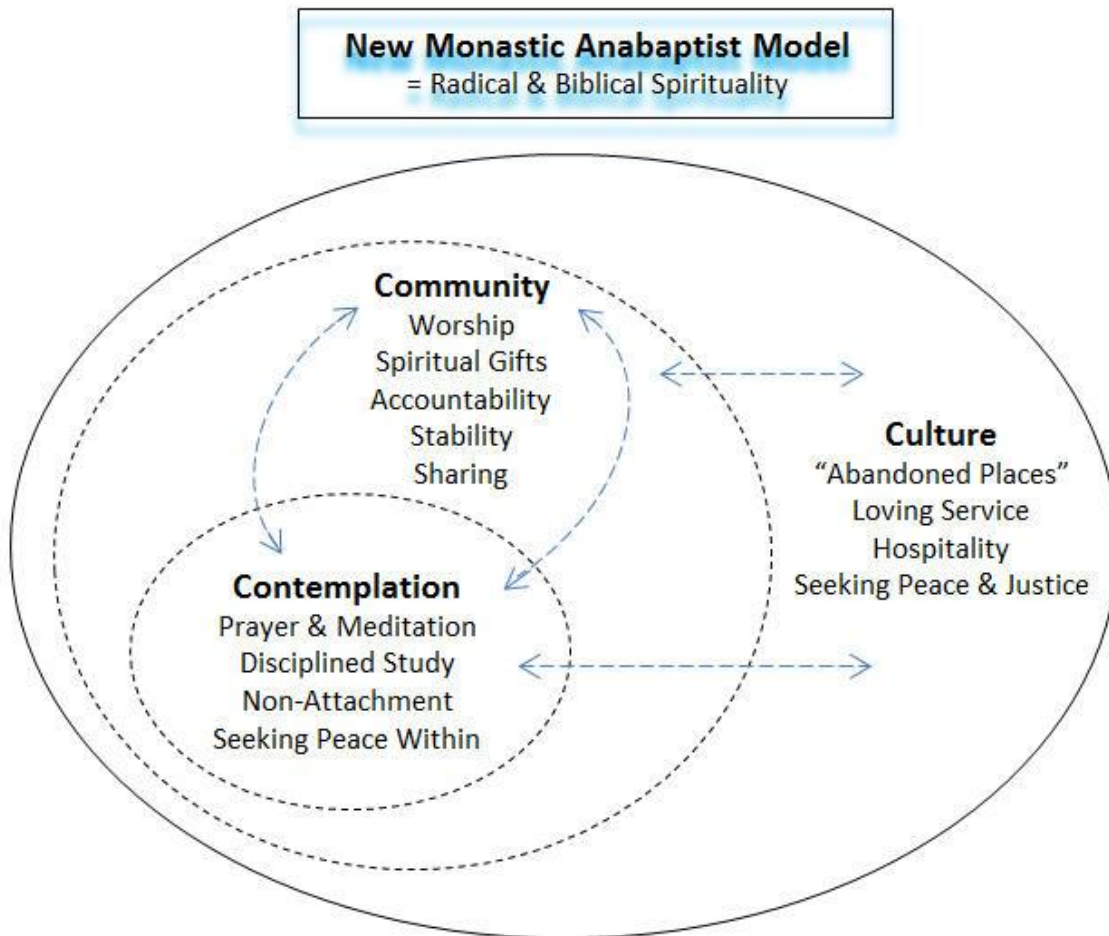 New Monastic Anabaptist Model
= Radical & Biblical Spirituality
Community
Worship
Spiritual Gifts
Accountability
Stability
Sharing
Culture
“Abandoned Places”
Loving Service
Hospitality
Seeking Peace & Justice
Contemplation
Prayer & Meditation
Disciplined Study
Non-Attachment
Seeking Peace Within